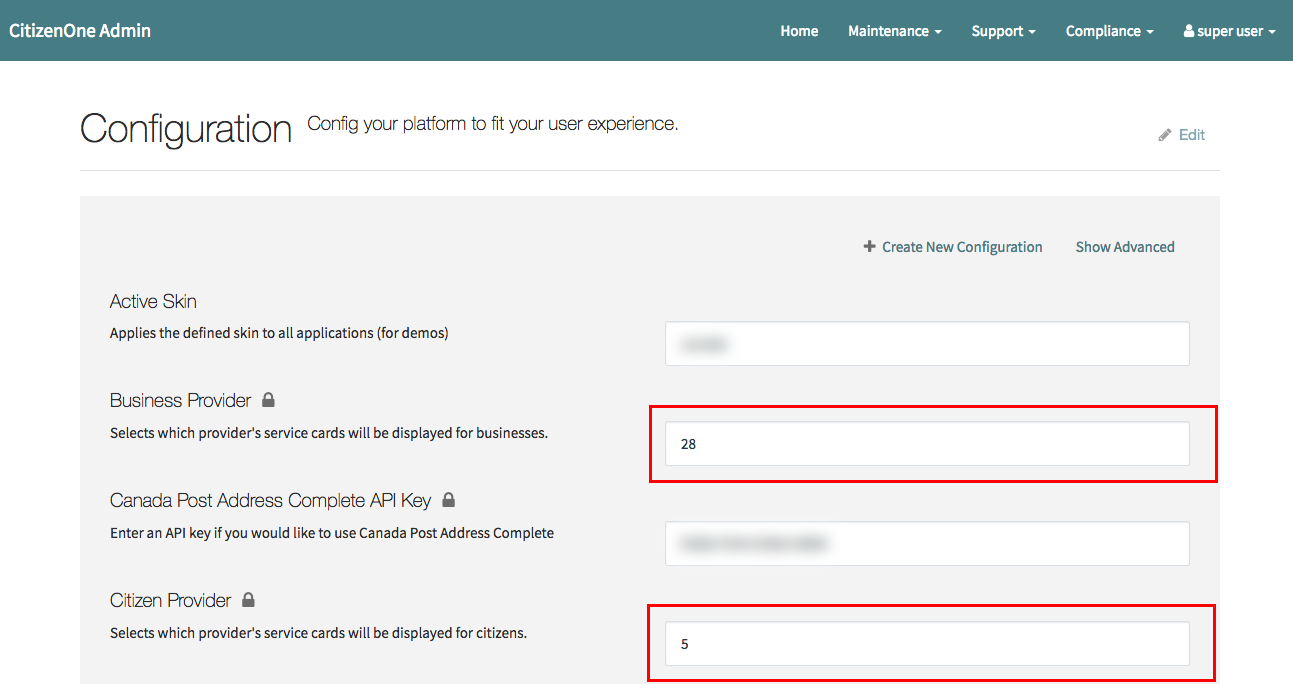 CitizenOne Admin
Home Maintenance Support Compliance super user
Configuration Config your platform to fit your user experience.
Edit
Create New Configuration Show Advanced
Active Skin
Applies the defined skin to all applications (for demos)
Business Provider
Selects which provider's service cards will be displayed for businesses.
28
Canada Post Address Complete API Key
Enter an API key if you would like to use Canada Post Address Complete
Citizen Provider
Selects which provider's service cards will be displayed for citizens.
5